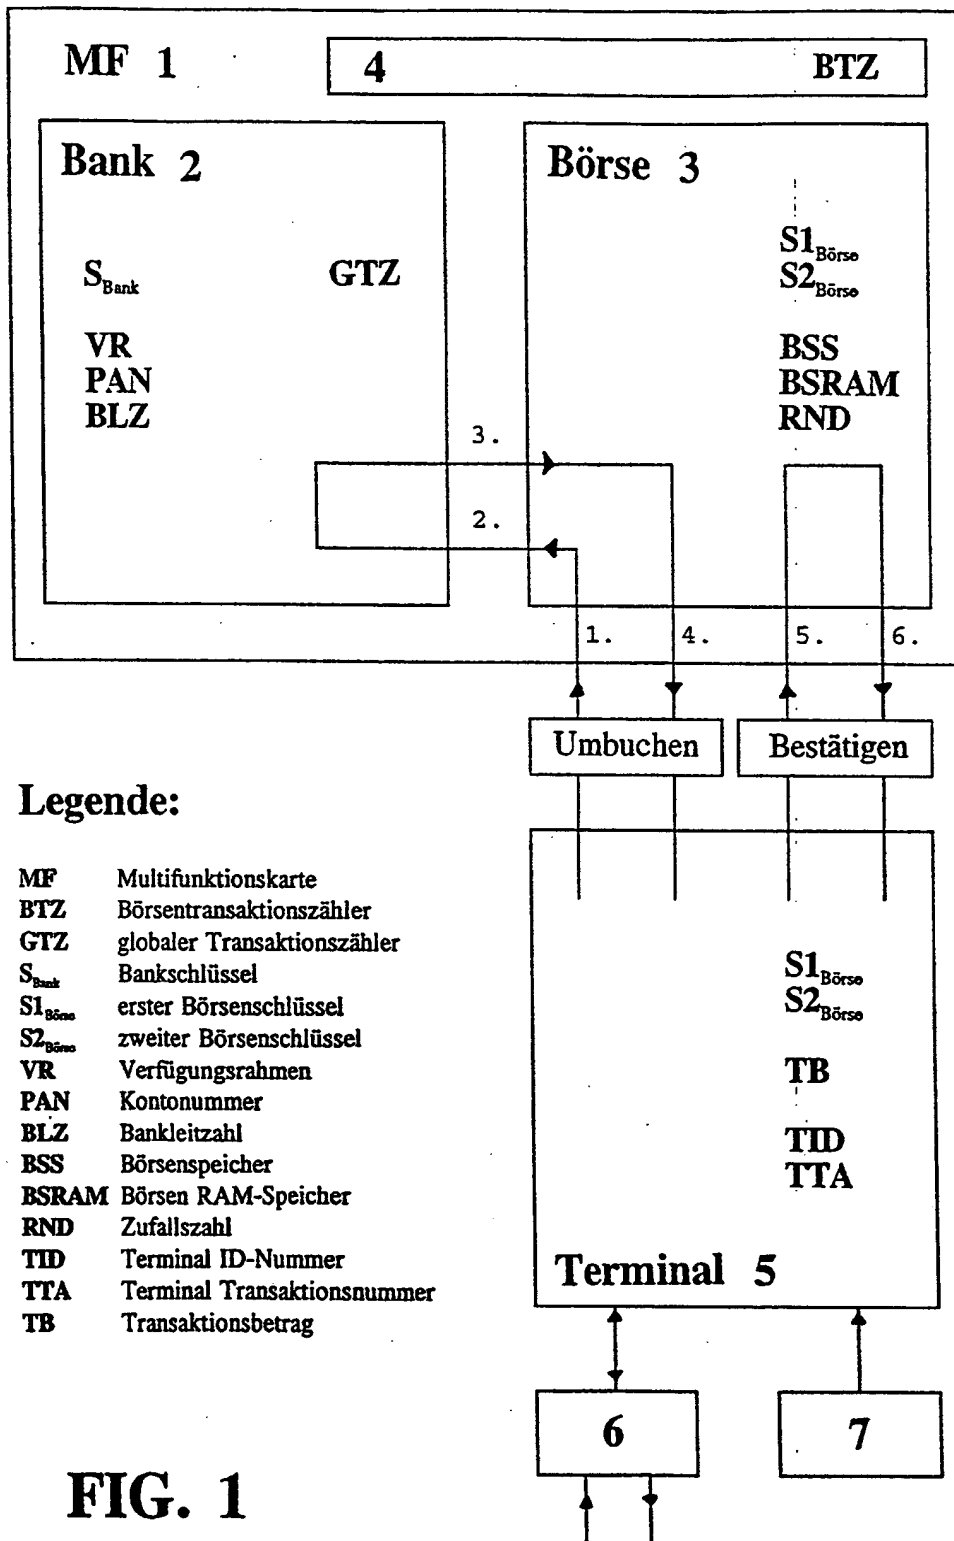 MF 1
4 BTZ
Bank 2
Börse 3
S1Börse
SBank GTZ
S2Börse
VR
PAN
BLZ
BSS
BSRAM
RND
3.
2.
1. 4. 5. 6.
Umbuchen Bestätigen
Legende:
MF Multifunktionskarte
BTZ Börsentransaktionszähler
GTZ globaler Transaktionszähler
SBank Bankschlüssel
S1Börse erster Börsenschlüssel
S2Börse zweiter Börsenschlüssel
VR Verfügungsrahmen
PAN Kontonummer
BLZ Bankleitzahl
BSS Börsenspeicher
BSRAM Börsen RAM-Speicher
RND Zufallszahl
TID Terminal ID-Nummer
TTA Terminal Transaktionsnummer
TB Transaktionsbetrag
S1Börse
S2Börse
TB
TID
TTA
Terminal 5
6
7
FIG. 1